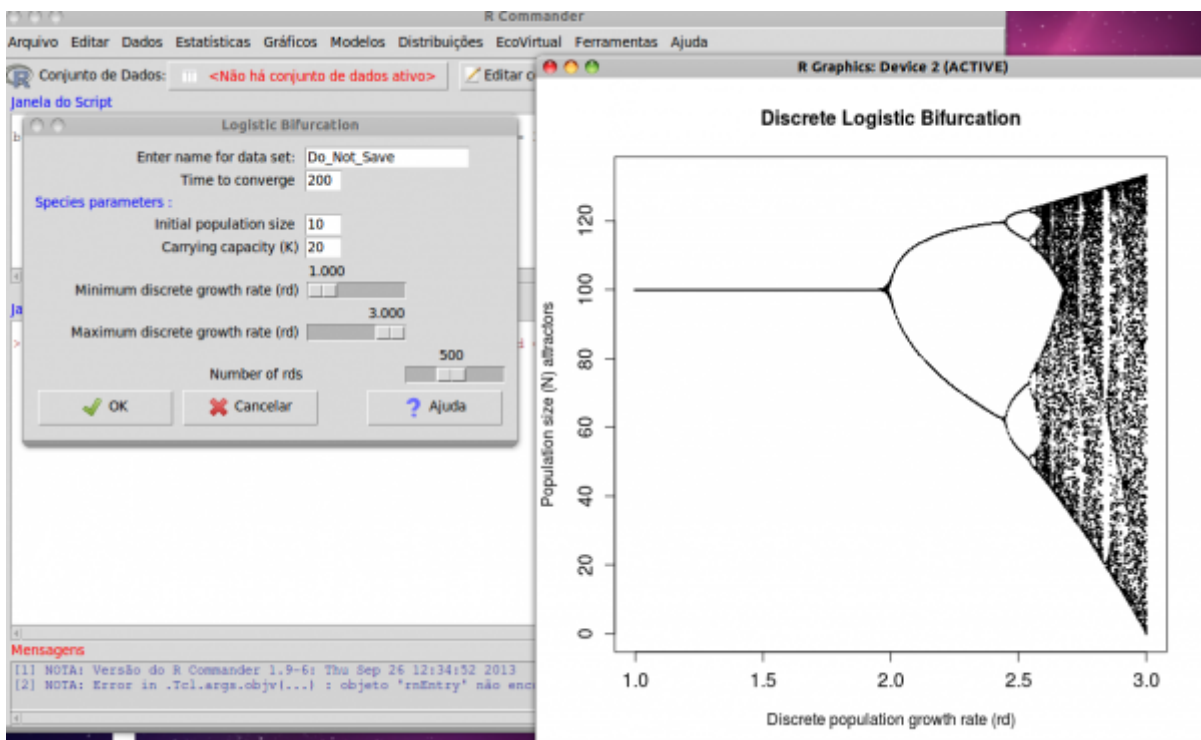 R Commander
Arquivo Editar Dados Estatísticas Gráficos Modelos Distribuições EcoVirtual Ferramentas Ajuda
Conjunto de Dados: <Não há conjunto de dados ativo> Editar
Janela do Script
Logistic Bifurcation
Enter name for data set: Do_Not_Save
Time to converge 200
Species parameters :
Initial population size 10
Carrying capacity (K) 20
1.000
Minimum discrete growth rate (rd)
3.000
Maximum discrete growth rate (rd)
500
Number of rds
OK Cancelar Ajuda
Mensagens
[1] NOTA: Versão do R Commander 1.9-6: Thu Sep 26 12:34:52 2013
[2] NOTA: Error in .Tcl.args.objv(...) : objeto "rnEntry" não
R Graphics: Device 2 (ACTIVE)
Discrete Logistic Bifurcation
Population size (N) attractors
120
100
80
60
40
20
0
1.0 1.5 2.0 2.5 3.0
Discrete population growth rate (rd)